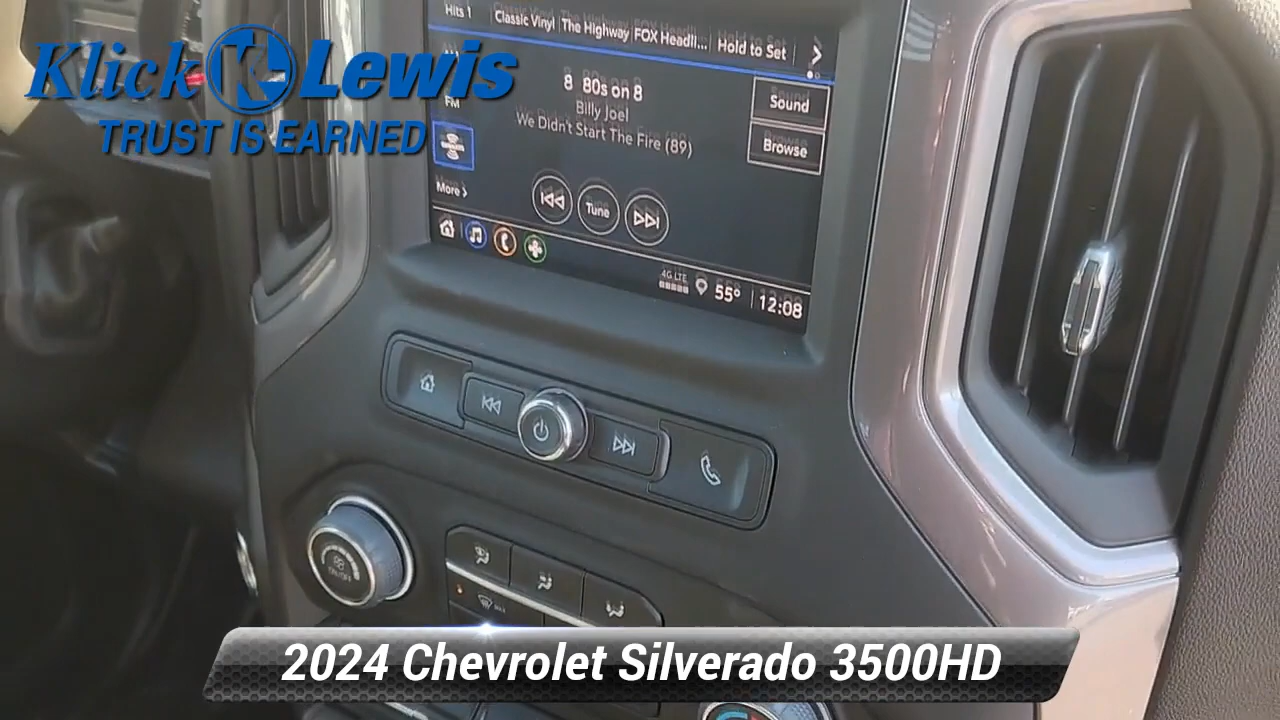 Klick Lewis
TRUST IS EARNED
Hits 1 Classic Vinyl The Highway FOX Headli... Hold to Set >
8 80s on 8
Billy Joel
We Didn't Start The Fire (89)
Sound
Browse
FM
More >
Tune
4G LTE 55° 12:08
ON/OFF
2024 Chevrolet Silverado 3500HD